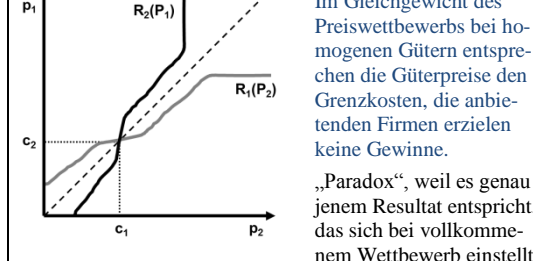 p₁
R₂(P₁)
R₁(P₂)
c₂
c₁
p₂
Im Gleichgewicht des
Preiswettbewerbs bei ho-
mogenen Gütern entspre-
chen die Güterpreise den
Grenzkosten, die anbie-
tenden Firmen erzielen
keine Gewinne.
„Paradox“, weil es genau
jenem Resultat entspricht,
das sich bei vollkomme-
nem Wettbewerb einstellt